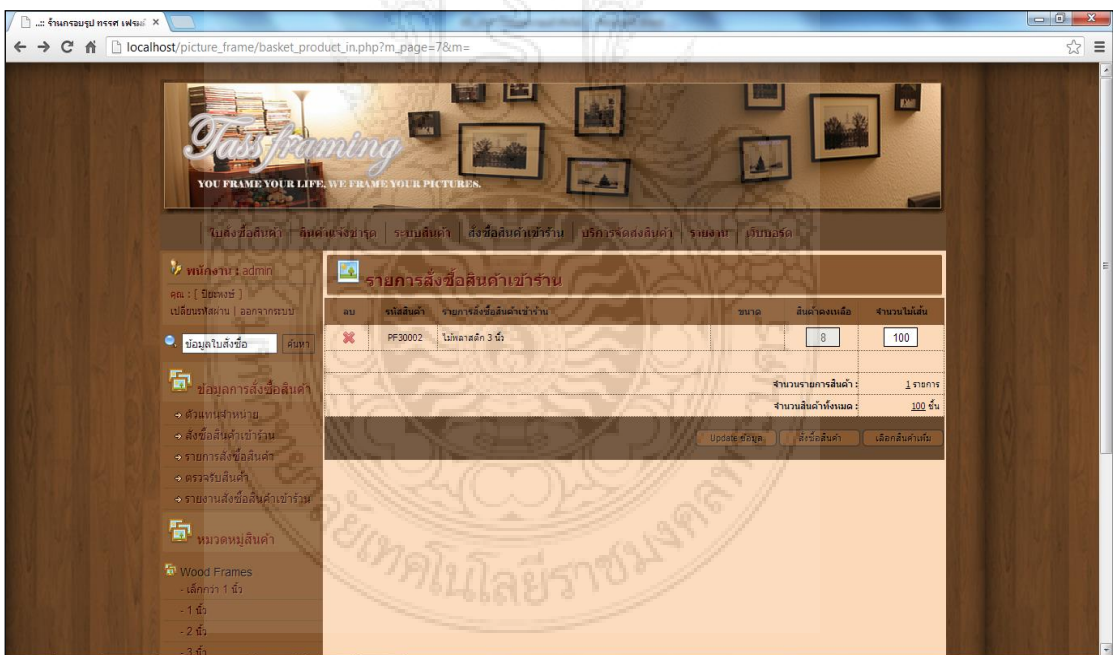 ..:: ร้านกรอบรูป ทรรศ เฟรม
localhost/picture_frame/basket_product_in.php?m_page=7&m=
Tass framing
YOU FRAME YOUR LIFE, WE FRAME YOUR PICTURES.
ใบสั่งซื้อสินค้า สินค้าแจ้งชำรุด ระบบสินค้า สั่งซื้อสินค้าเข้าร้าน บริการจัดส่งสินค้า รายงาน เว็บบอร์ด
พนักงาน : admin
คุณ : [ ปิยะพงษ์ ]
เปลี่ยนรหัสผ่าน | ออกจากระบบ
ข้อมูลใบสั่งซื้อ ค้นหา
ข้อมูลการสั่งซื้อสินค้า
ตัวแทนจำหน่าย
สั่งซื้อสินค้าเข้าร้าน
รายการสั่งซื้อสินค้า
ตรวจรับสินค้า
รายงานสั่งซื้อสินค้าเข้าร้าน
หมวดหมู่สินค้า
Wood Frames
- เล็กกว่า 1 นิ้ว
- 1 นิ้ว
- 2 นิ้ว
- 3 นิ้ว
รายการสั่งซื้อสินค้าเข้าร้าน
ลบ รหัสสินค้า รายการสั่งซื้อสินค้าเข้าร้าน ขนาด สินค้าคงเหลือ จำนวนไม้เส้น
PF30002 ไม้พลาสติก 3 นิ้ว 8 100
จำนวนรายการสินค้า : 1 รายการ
จำนวนสินค้าทั้งหมด : 100 ชิ้น
Update ข้อมูล สั่งซื้อสินค้า เลือกสินค้าเพิ่ม